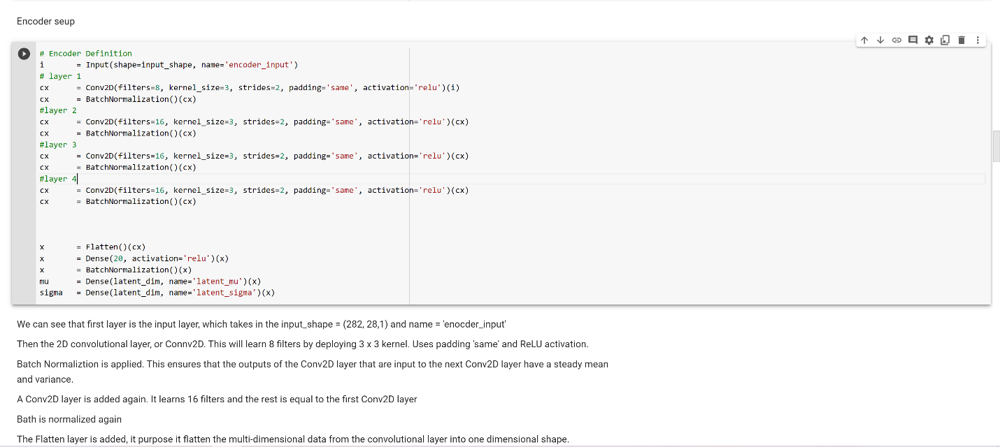 Encoder seup
# Encoder Definition
i       = Input(shape=input_shape, name='encoder_input')
# layer 1
cx      = Conv2D(filters=8, kernel_size=3, strides=2, padding='same', activation='relu')(i)
cx      = BatchNormalization()(cx)
#layer 2
cx      = Conv2D(filters=16, kernel_size=3, strides=2, padding='same', activation='relu')(cx)
cx      = BatchNormalization()(cx)
#layer 3
cx      = Conv2D(filters=16, kernel_size=3, strides=2, padding='same', activation='relu')(cx)
cx      = BatchNormalization()(cx)
#layer 4
cx      = Conv2D(filters=16, kernel_size=3, strides=2, padding='same', activation='relu')(cx)
cx      = BatchNormalization()(cx)
x       = Flatten()(cx)
x       = Dense(20, activation='relu')(x)
x       = BatchNormalization()(x)
mu      = Dense(latent_dim, name='latent_mu')(x)
sigma   = Dense(latent_dim, name='latent_sigma')(x)
We can see that first layer is the input layer, which takes in the input_shape = (282, 28,1) and name = 'enocder_input'
Then the 2D convolutional layer, or Connv2D. This will learn 8 filters by deploying 3 x 3 kernel. Uses padding 'same' and ReLU activation.
Batch Normaliztion is applied. This ensures that the outputs of the Conv2D layer that are input to the next Conv2D layer have a steady mean
and variance.
A Conv2D layer is added again. It learns 16 filters and the rest is equal to the first Conv2D layer
Bath is normalized again
The Flatten layer is added, it purpose it flatten the multi-dimensional data from the convolutional layer into one dimensional shape.